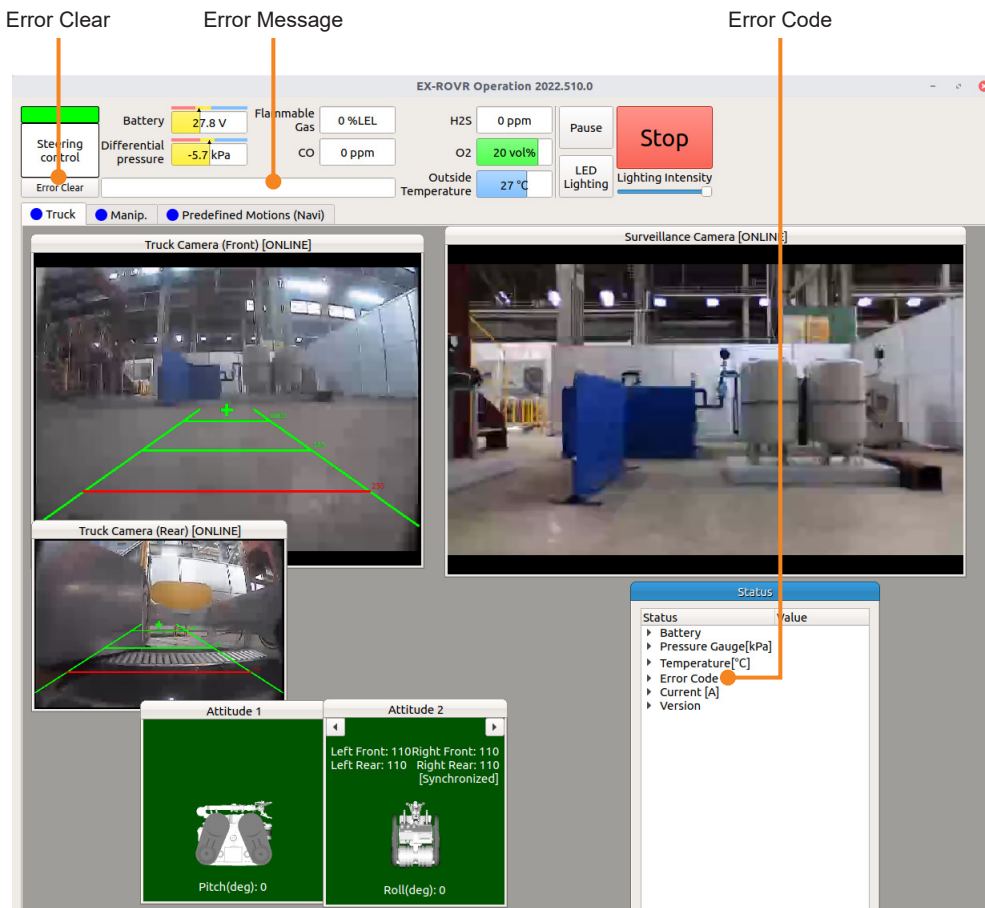 Error Clear Error Message Error Code
EX-ROVR Operation 2022.510.0
Steering
control
Error Clear
Battery 27.8 V
Differential
pressure -5.7 kPa
Flammable
Gas 0 %LEL
CO 0 ppm
H2S 0 ppm
O2 20 vol%
Outside
Temperature 27 °C
Pause
LED
Lighting
Stop
Lighting Intensity
Truck Manip. Predefined Motions (Navi)
Truck Camera (Front) [ONLINE]
Surveillance Camera [ONLINE]
250
Truck Camera (Rear) [ONLINE]
Status
Status Value
Battery
Pressure Gauge[kPa]
Temperature[°C]
Error Code
Current [A]
Version
Attitude 1
Pitch(deg): 0
Attitude 2
Left Front: 110 Right Front: 110
Left Rear: 110 Right Rear: 110
[Synchronized]
Roll(deg): 0